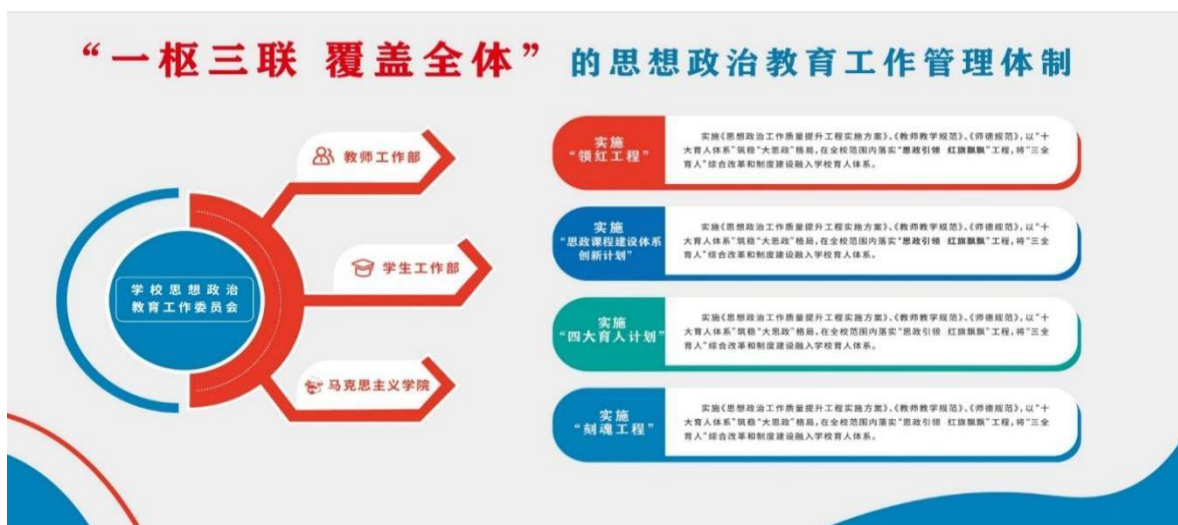 “一枢三联 覆盖全体”的思想政治教育工作管理体制
学校思想政治
教育工作委员会
教师工作部
学生工作部
马克思主义学院
实施
“领红工程”
实施《思想政治工作质量提升工程实施方案》、《教师教学规范》、《师德规范》，以“十
大育人体系”筑稳“大思政”格局，在全校范围内落实“思政引领 红旗飘飘”工程，将“三全
育人”综合改革和制度建设融入学校育人体系。
实施
“思政课程建设体系
创新计划”
实施《思想政治工作质量提升工程实施方案》、《教师教学规范》、《师德规范》，以“十
大育人体系”筑稳“大思政”格局，在全校范围内落实“思政引领 红旗飘飘”工程，将“三全
育人”综合改革和制度建设融入学校育人体系。
实施
“四大育人计划”
实施《思想政治工作质量提升工程实施方案》、《教师教学规范》、《师德规范》，以“十
大育人体系”筑稳“大思政”格局，在全校范围内落实“思政引领 红旗飘飘”工程，将“三全
育人”综合改革和制度建设融入学校育人体系。
实施
“刻魂工程”
实施《思想政治工作质量提升工程实施方案》、《教师教学规范》、《师德规范》，以“十
大育人体系”筑稳“大思政”格局，在全校范围内落实“思政引领 红旗飘飘”工程，将“三全
育人”综合改革和制度建设融入学校育人体系。